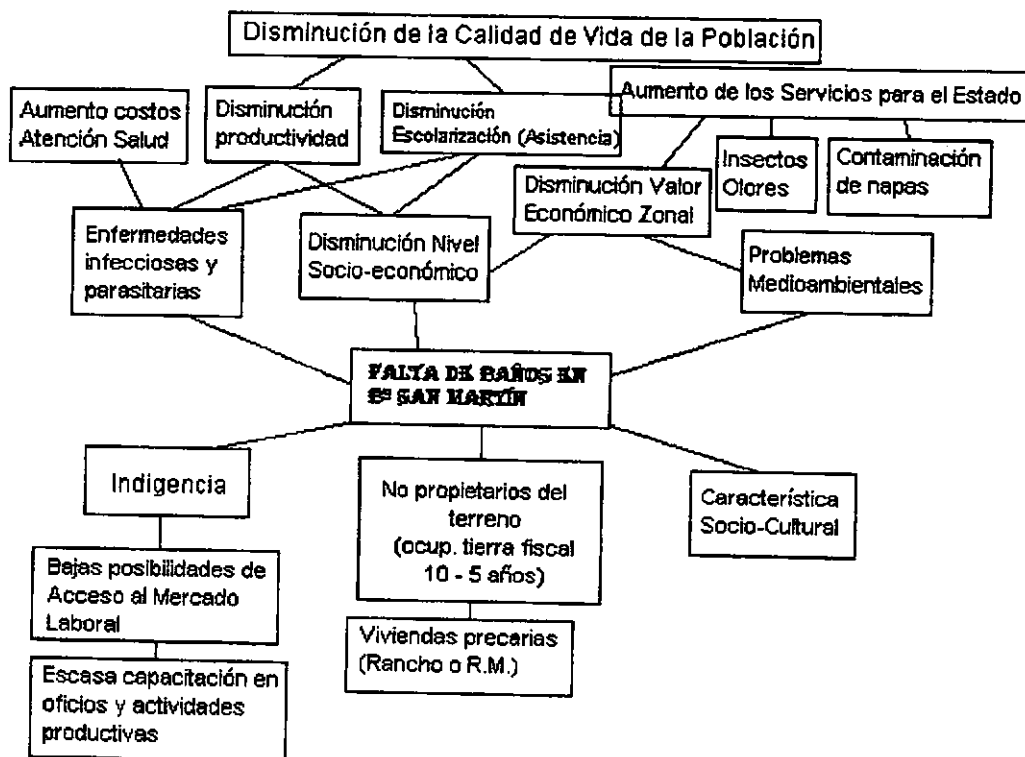 Disminución de la Calidad de Vida de la Población
Aumento costos
Atención Salud
Disminución
productividad
Disminución
Escolarización (Asistencia)
Aumento de los Servicios para el Estado
Disminución Valor
Económico Zonal
Insectos
Olores
Contaminación
de napas
Enfermedades
infecciosas y
parasitarias
Disminución Nivel
Socio-económico
Problemas
Medioambientales
FALTA DE BAÑOS EN
Bº SAN MARTÍN
Indigencia
No propietarios del
terreno
(ocup. tierra fiscal
10 - 5 años)
Característica
Socio-Cultural
Bajas posibilidades de
Acceso al Mercado
Laboral
Viviendas precarias
(Rancho o R.M.)
Escasa capacitación en
oficios y actividades
productivas